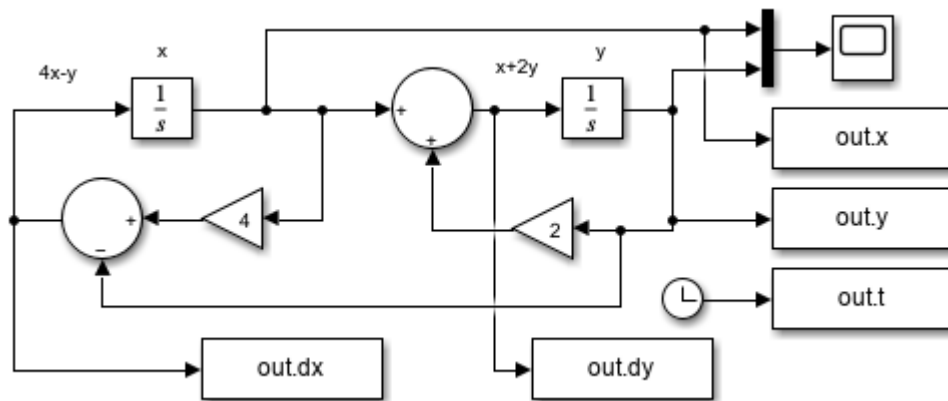 x
y
4x-y
x+2y
1
s
1
s
+
+
out.x
4
+
−
2
out.y
out.t
out.dx
out.dy